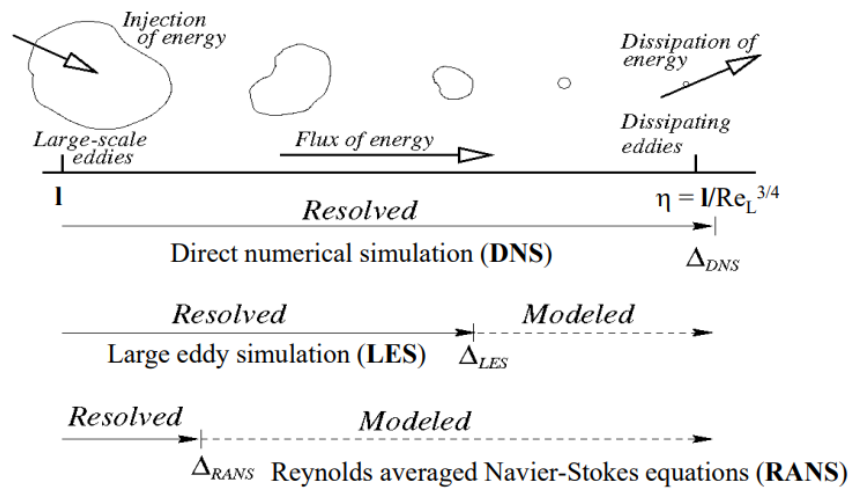 Injection
of energy
Dissipation of
energy
Large-scale
eddies
Flux of energy
Dissipating
eddies
l
η = l/Re_L^3/4
Resolved
Direct numerical simulation (DNS)
Δ_DNS
Resolved
Modeled
Large eddy simulation (LES)
Δ_LES
Resolved
Modeled
Δ_RANS
Reynolds averaged Navier-Stokes equations (RANS)